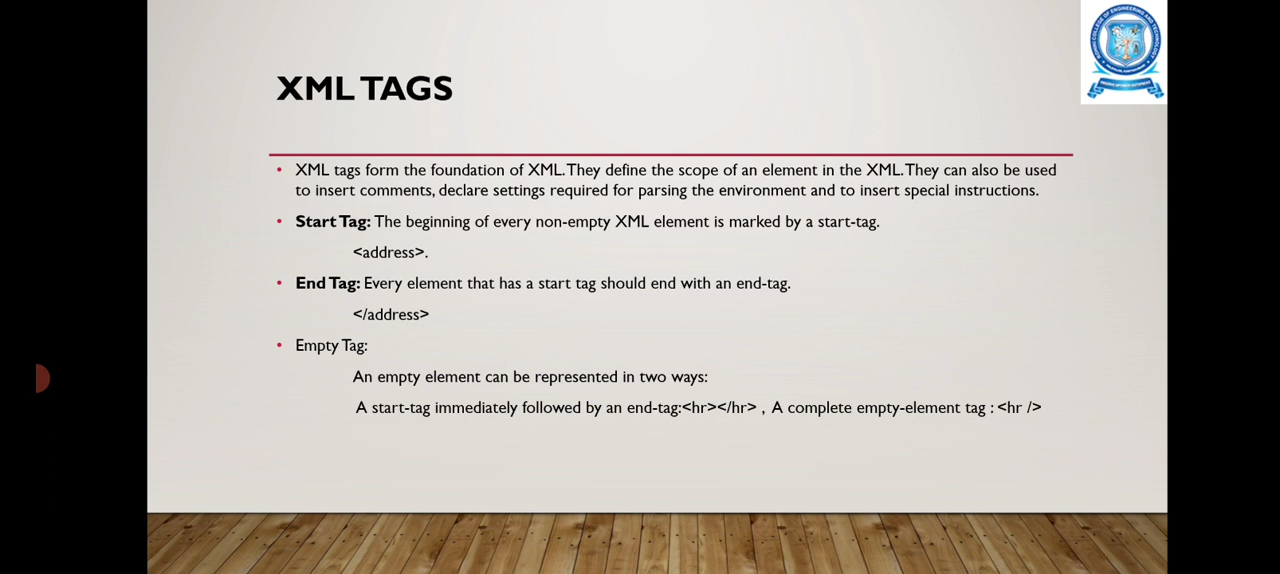 XML TAGS
• XML tags form the foundation of XML. They define the scope of an element in the XML. They can also be used
to insert comments, declare settings required for parsing the environment and to insert special instructions.
• Start Tag: The beginning of every non-empty XML element is marked by a start-tag.
<address>.
• End Tag: Every element that has a start tag should end with an end-tag.
</address>
• Empty Tag:
An empty element can be represented in two ways:
A start-tag immediately followed by an end-tag:<hr></hr> , A complete empty-element tag : <hr />